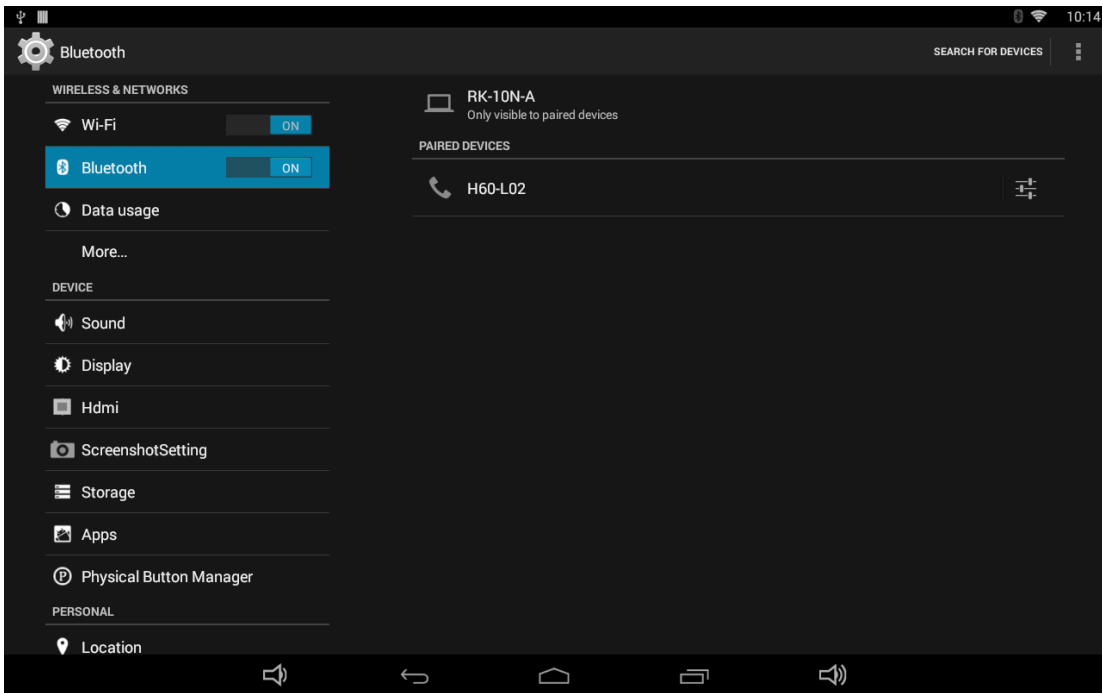 10:14
Bluetooth
SEARCH FOR DEVICES
WIRELESS & NETWORKS
Wi-Fi
ON
Bluetooth
ON
Data usage
More...
DEVICE
Sound
Display
Hdmi
ScreenshotSetting
Storage
Apps
P
Physical Button Manager
PERSONAL
Location
RK-10N-A
Only visible to paired devices
PAIRED DEVICES
H60-L02